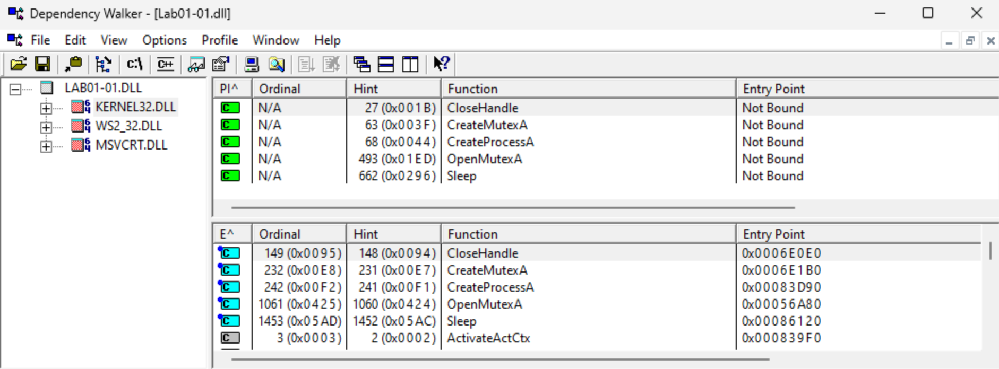 Dependency Walker - [Lab01-01.dll]
File Edit View Options Profile Window Help
c:\ C++
LAB01-01.DLL
KERNEL32.DLL
WS2_32.DLL
MSVCRT.DLL
PI^ Ordinal Hint Function Entry Point
C N/A 27 (0x001B) CloseHandle Not Bound
C N/A 63 (0x003F) CreateMutexA Not Bound
C N/A 68 (0x0044) CreateProcessA Not Bound
C N/A 493 (0x01ED) OpenMutexA Not Bound
C N/A 662 (0x0296) Sleep Not Bound
E^ Ordinal Hint Function Entry Point
C 149 (0x0095) 148 (0x0094) CloseHandle 0x0006E0E0
C 232 (0x00E8) 231 (0x00E7) CreateMutexA 0x0006E1B0
C 242 (0x00F2) 241 (0x00F1) CreateProcessA 0x00083D90
C 1061 (0x0425) 1060 (0x0424) OpenMutexA 0x00056A80
C 1453 (0x05AD) 1452 (0x05AC) Sleep 0x00086120
C 3 (0x0003) 2 (0x0002) ActivateActCtx 0x000839F0